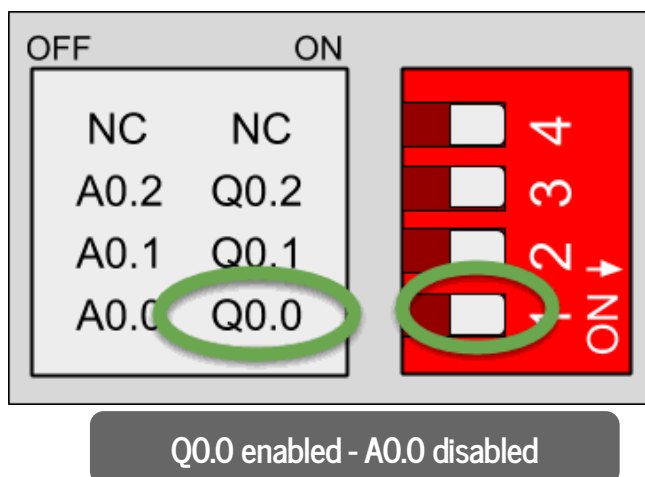 OFF ON
NC NC
A0.2 Q0.2
A0.1 Q0.1
A0.0 Q0.0
4
3
2
1
ON
Q0.0 enabled - A0.0 disabled